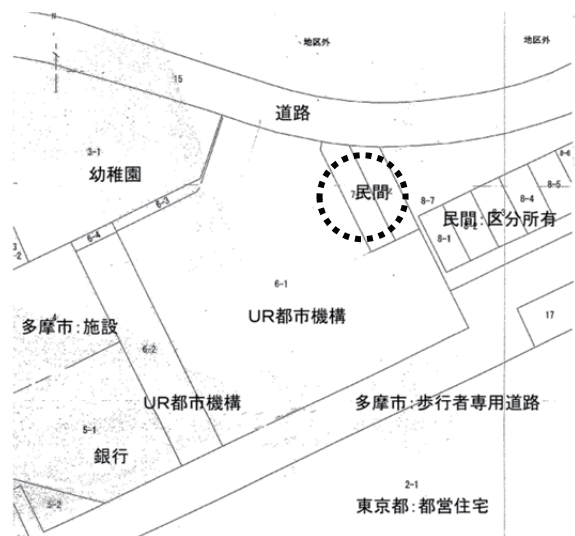 N
地区外
地区外
15
道路
3-1
幼稚園
民間
8-6
8-5
8-4
8-7
民間:区分所有
8-1
6-3
6-4
6-1
UR都市機構
多摩市:施設
17
6-2
UR都市機構
多摩市:歩行者専用道路
5-1
銀行
2-1
東京都:都営住宅
5-2